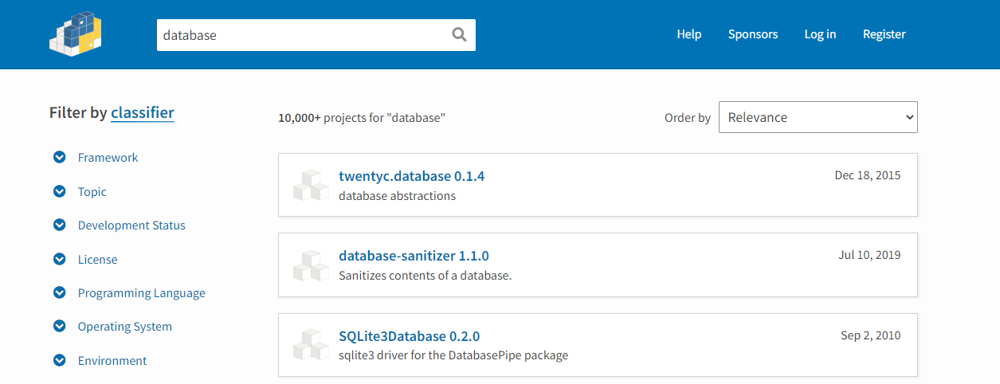 database
Help Sponsors Log in Register
Filter by classifier
10,000+ projects for "database"
Order by Relevance
Framework
Topic
Development Status
License
Programming Language
Operating System
Environment
twentyc.database 0.1.4 Dec 18, 2015
database abstractions
database-sanitizer 1.1.0 Jul 10, 2019
Sanitizes contents of a database.
SQLite3Database 0.2.0 Sep 2, 2010
sqlite3 driver for the DatabasePipe package